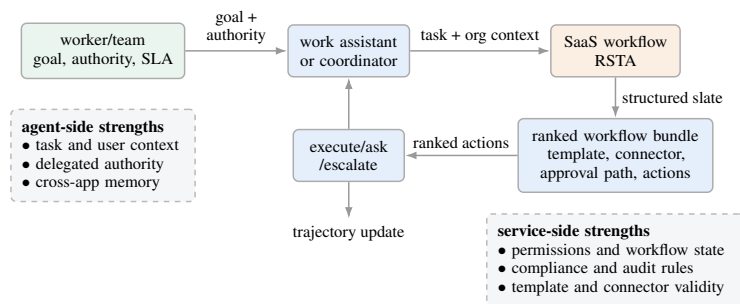 goal +
authority
worker/team
goal, authority, SLA
work assistant
or coordinator
task + org context
SaaS workflow
RSTA
structured slate
agent-side strengths
● task and user context
● delegated authority
● cross-app memory
execute/ask
/escalate
ranked actions
ranked workflow bundle
template, connector,
approval path, actions
trajectory update
service-side strengths
● permissions and workflow state
● compliance and audit rules
● template and connector validity